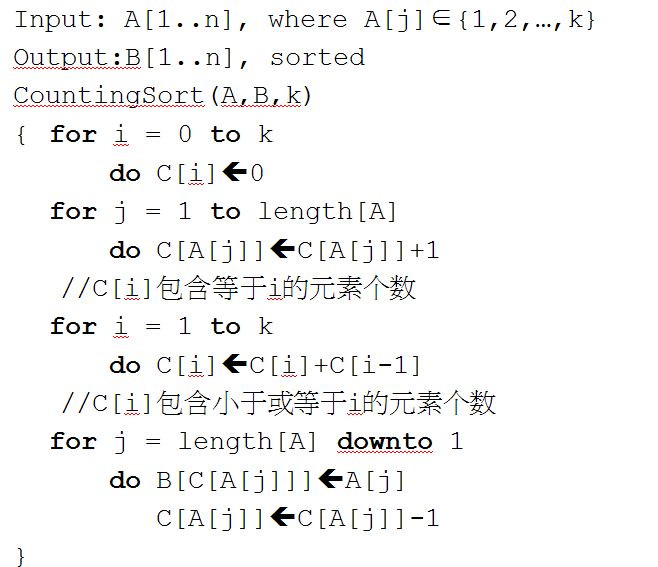 Input: A[1..n], where A[j]∈{1,2,…,k}
Output:B[1..n], sorted
CountingSort(A,B,k)
{ for i = 0 to k
do C[i]🡸0
for j = 1 to length[A]
do C[A[j]]🡸C[A[j]]+1
//C[i]包含等于i的元素个数
for i = 1 to k
do C[i]🡸C[i]+C[i-1]
//C[i]包含小于或等于i的元素个数
for j = length[A] downto 1
do B[C[A[j]]]🡸A[j]
C[A[j]]🡸C[A[j]]-1
}